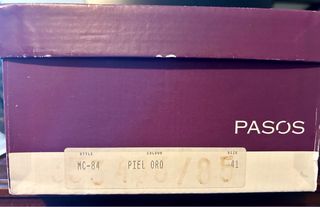 PASOS
STYLE COLOUR SIZE
MC-84 PIEL ORO 41